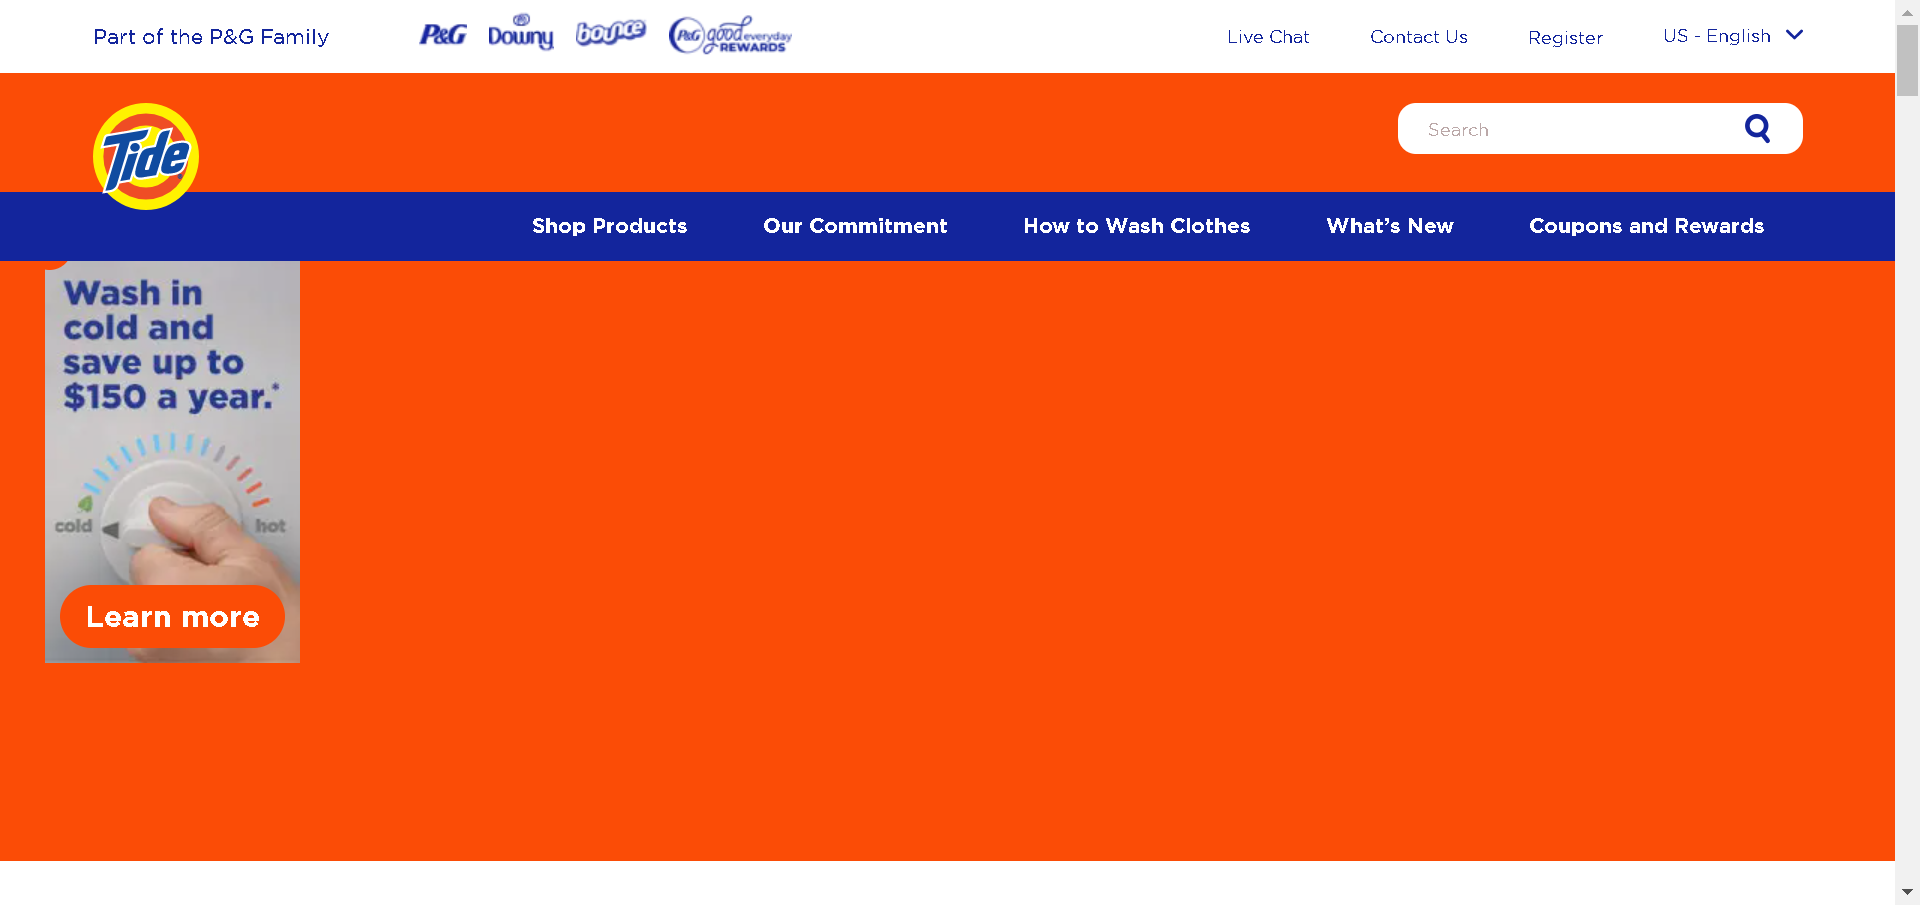 Part of the P&G Family
P&G
Downy
bounce
P&G good everyday REWARDS
Live Chat
Contact Us
Register
US - English
Tide
Search
Shop Products
Our Commitment
How to Wash Clothes
What’s New
Coupons and Rewards
Wash in
cold and
save up to
$150 a year.*
cold
hot
Learn more